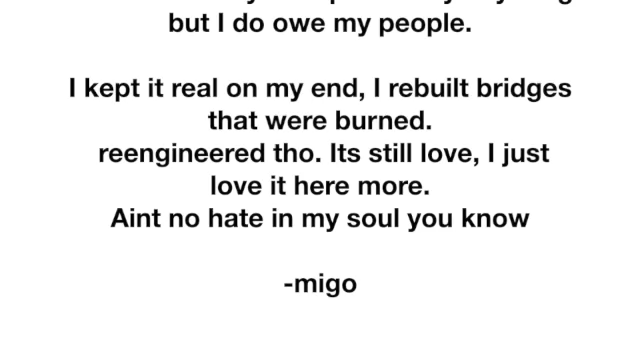 but I do owe my people.
I kept it real on my end, I rebuilt bridges
that were burned.
reengineered tho. Its still love, I just
love it here more.
Aint no hate in my soul you know
-migo